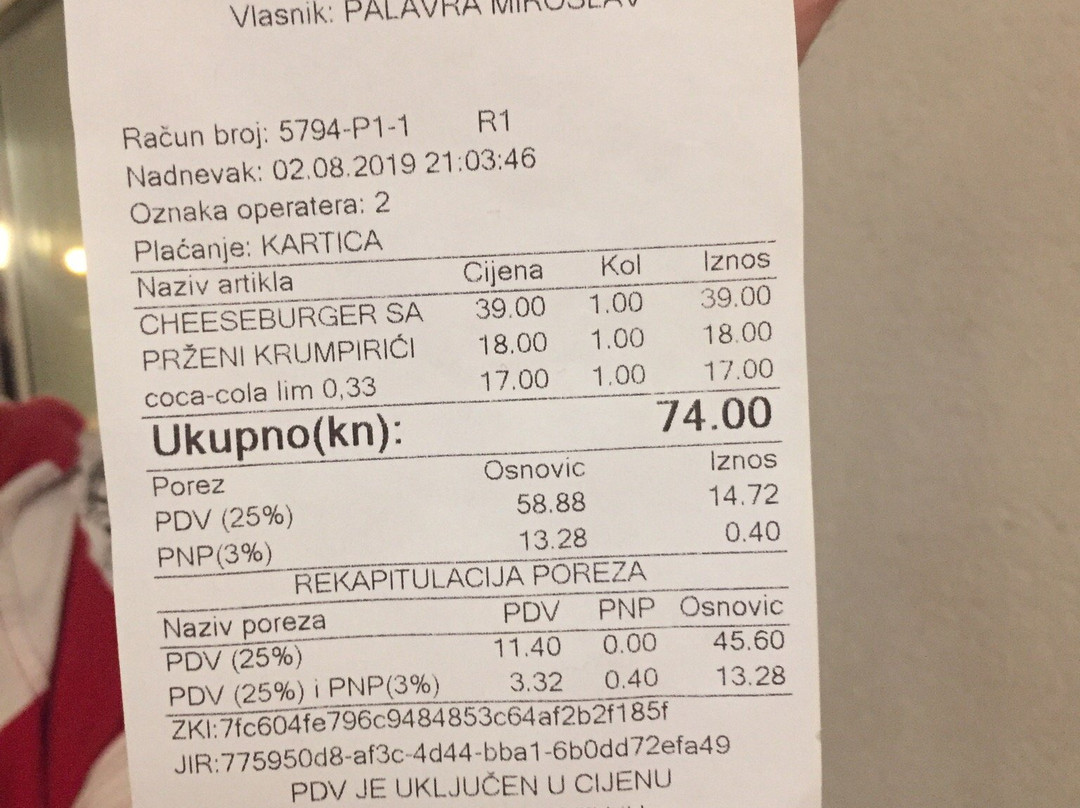 Vlasnik: PALAVRA MIROSLAV
Račun broj: 5794-P1-1 R1
Nadnevak: 02.08.2019 21:03:46
Oznaka operatera: 2
Plaćanje: KARTICA
Naziv artikla Cijena Kol Iznos
CHEESEBURGER SA 39.00 1.00 39.00
PRŽENI KRUMPIRIĆI 18.00 1.00 18.00
coca-cola lim 0,33 17.00 1.00 17.00
Ukupno(kn): 74.00
Porez Osnovic Iznos
PDV (25%) 58.88 14.72
PNP(3%) 13.28 0.40
REKAPITULACIJA POREZA
Naziv poreza PDV PNP Osnovic
PDV (25%) 11.40 0.00 45.60
PDV (25%) i PNP(3%) 3.32 0.40 13.28
ZKI:7fc604fe796c9484853c64af2b2f185f
JIR:775950d8-af3c-4d44-bba1-6b0dd72efa49
PDV JE UKLJUČEN U CIJENU